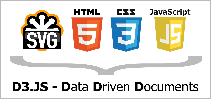 HTML CSS JavaScript
SVG 5 3 JS
D3.JS - Data Driven Documents